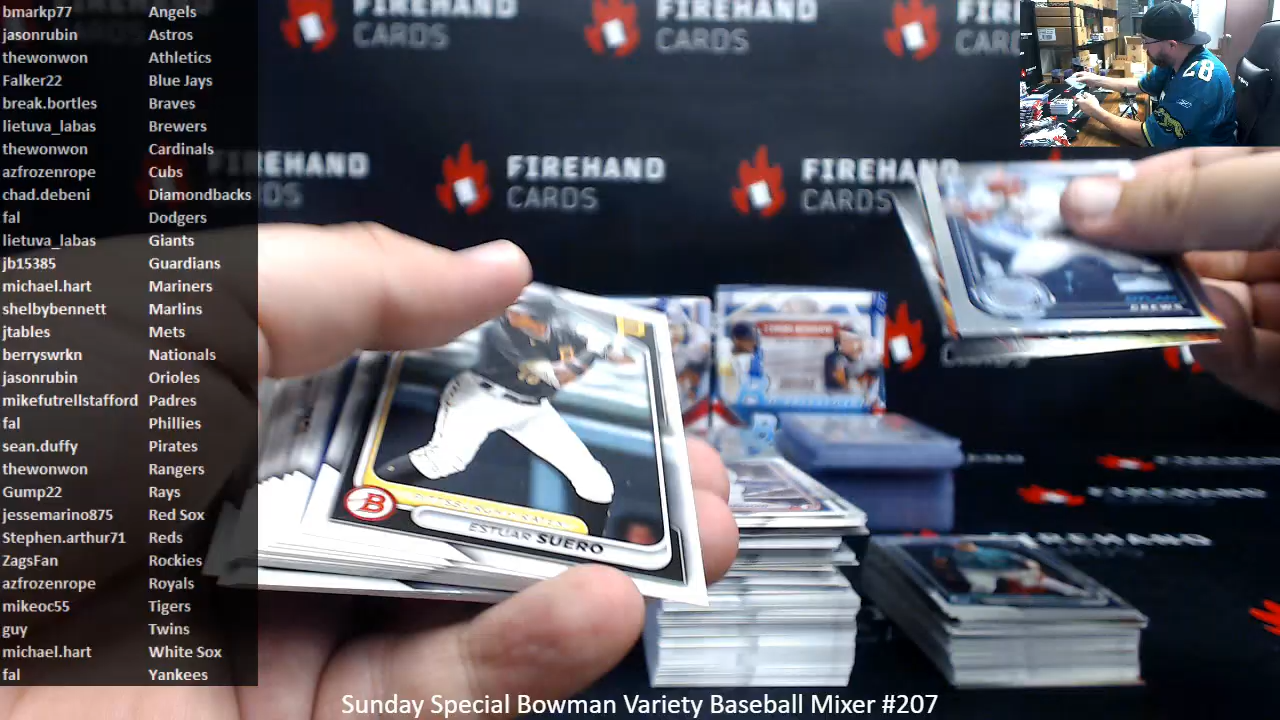 bmarkp77 Angels
jasonrubin Astros
thewonwon Athletics
Falker22 Blue Jays
break.bortles Braves
lietuva_labas Brewers
thewonwon Cardinals
azfrozenrope Cubs
chad.debeni Diamondbacks
fal Dodgers
lietuva_labas Giants
jb15385 Guardians
michael.hart Mariners
shelbybennett Marlins
jtables Mets
berryswrkn Nationals
jasonrubin Orioles
mikefutrellstafford Padres
fal Phillies
sean.duffy Pirates
thewonwon Rangers
Gump22 Rays
jessemarino875 Red Sox
Stephen.arthur71 Reds
ZagsFan Rockies
azfrozenrope Royals
mikeoc55 Tigers
guy Twins
michael.hart White Sox
fal Yankees
FIREHAND CARDS
FIREHAND CARDS
FIREHAND CARDS
FIREHAND CARDS
FIREHAND CARDS
28
DYLAN CREWS
B
ESTUAR SUERO
Sunday Special Bowman Variety Baseball Mixer #207